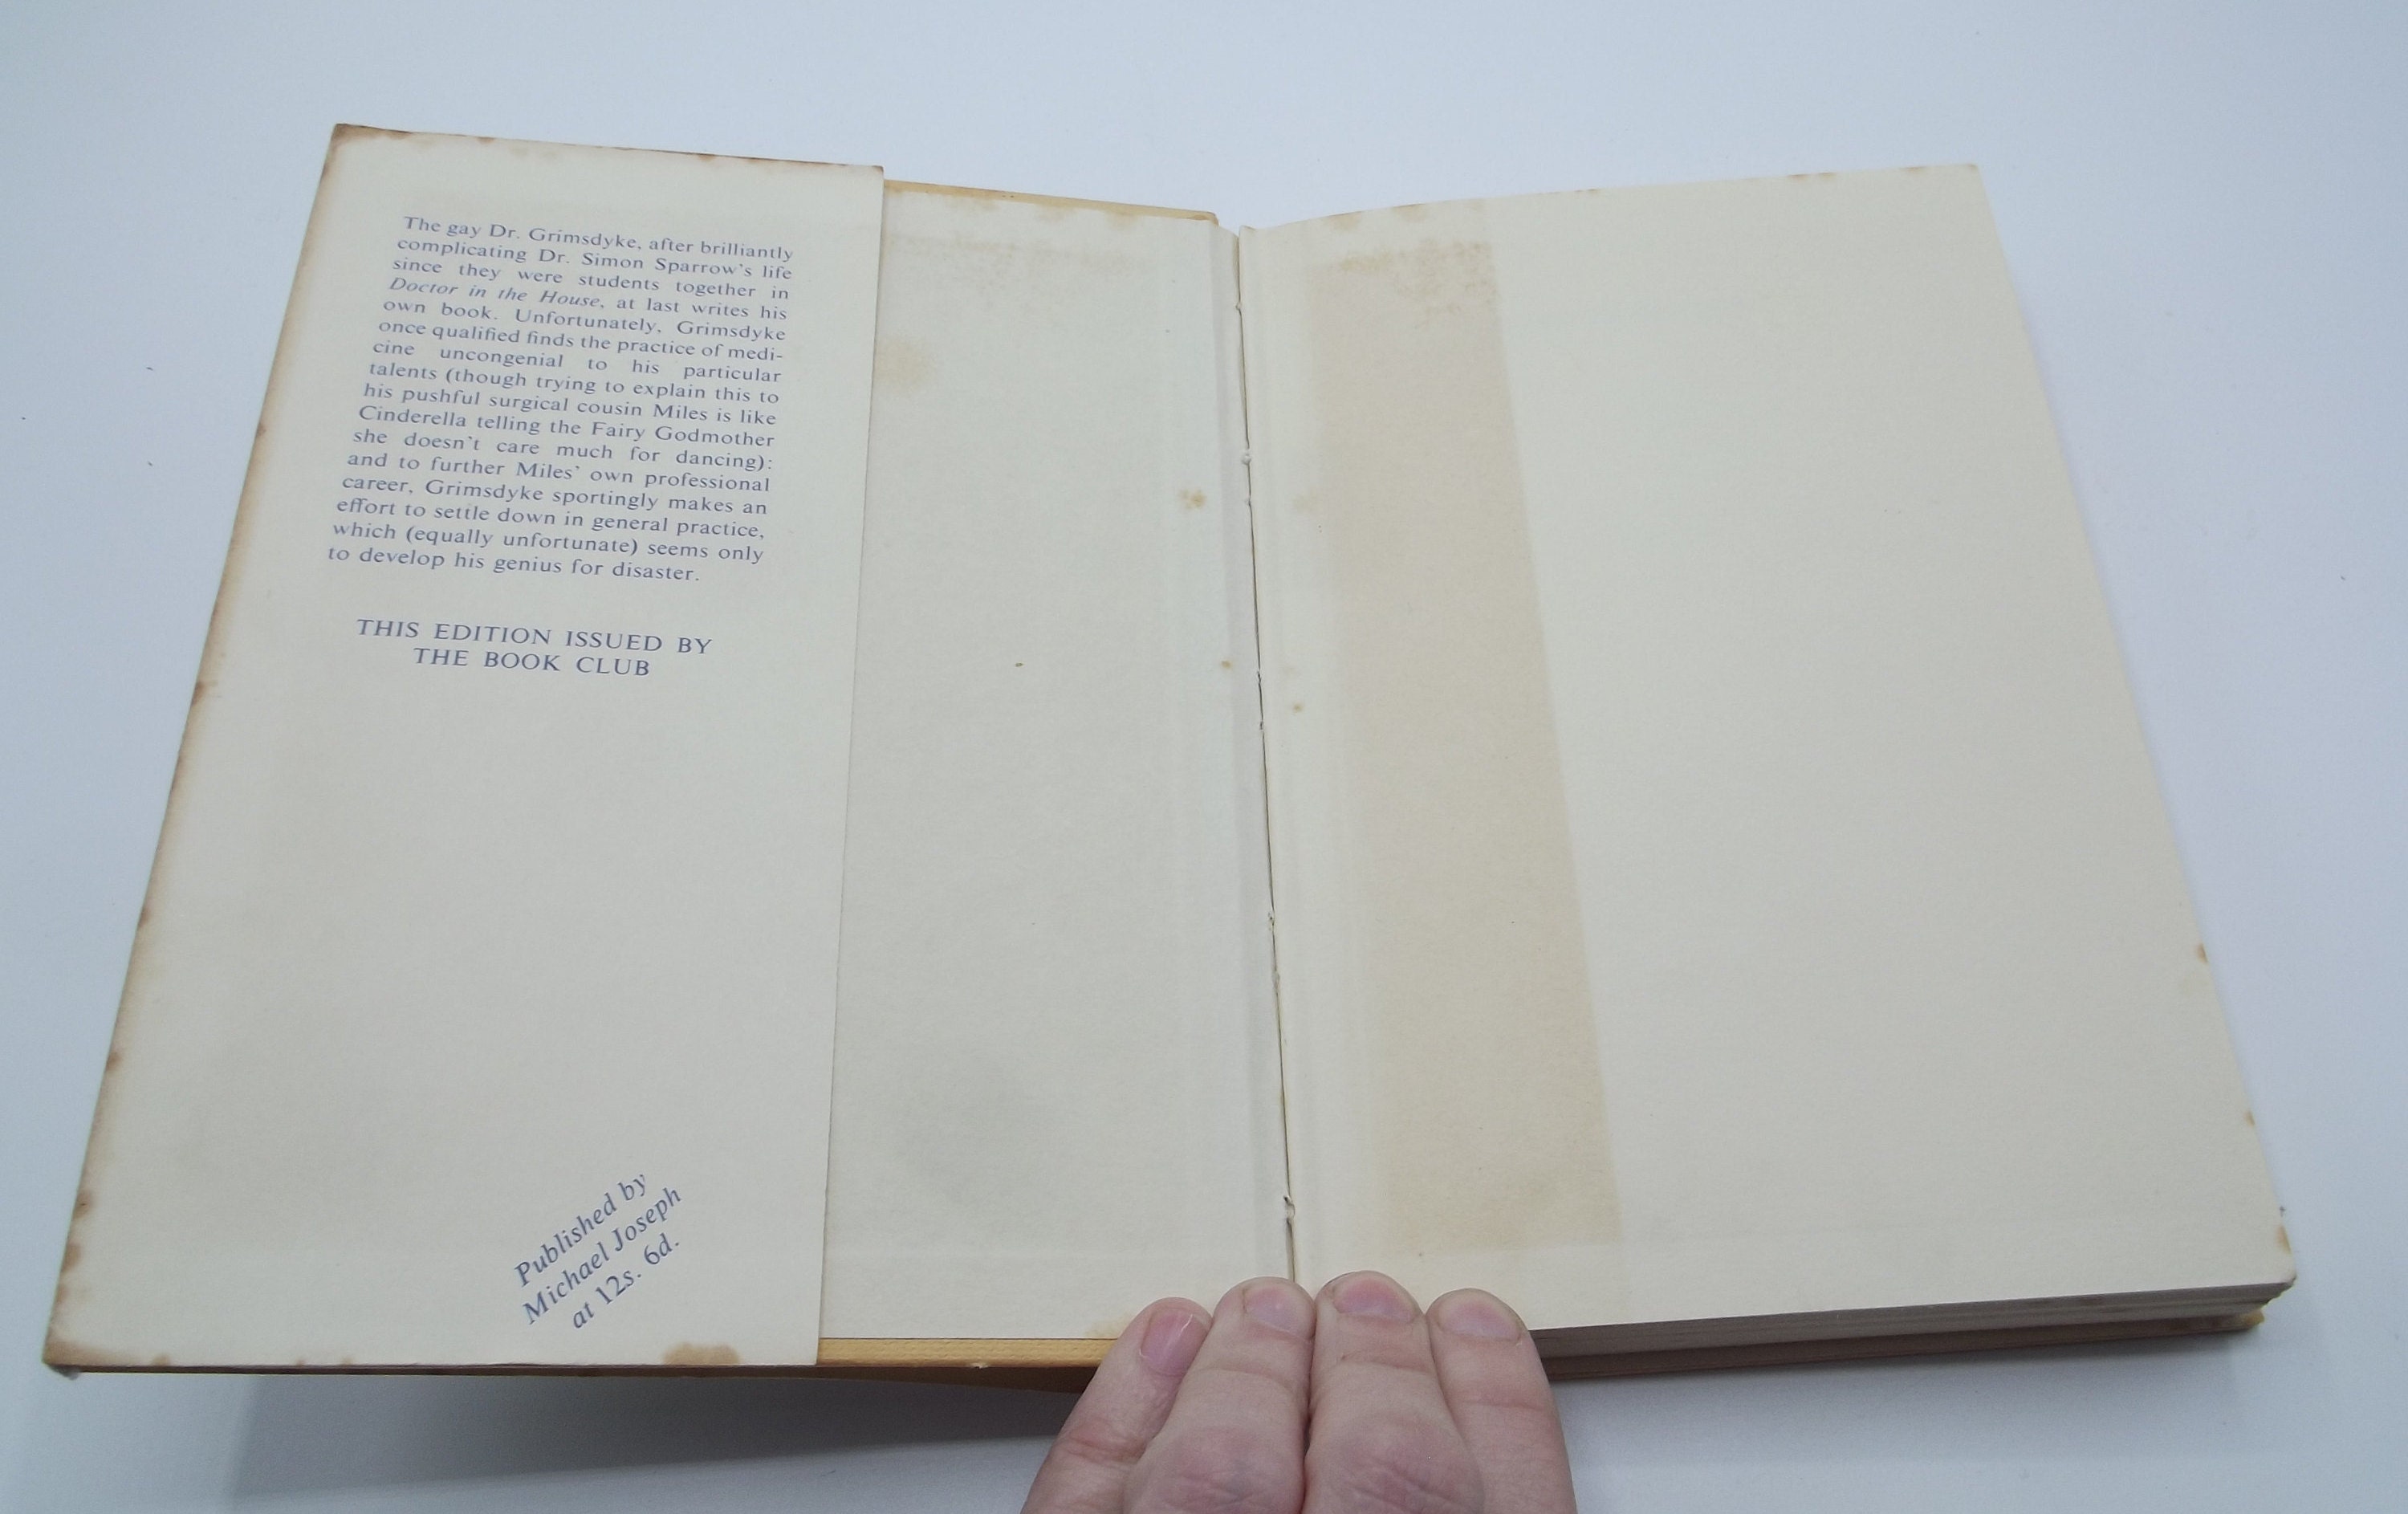 The gay Dr. Grimsdyke, after brilliantly
complicating Dr. Simon Sparrow's life
since they were students together in
Doctor in the House, at last writes his
own book. Unfortunately, Grimsdyke
once qualified finds the practice of medi-
cine uncongenial to his particular
talents (though trying to explain this to
his pushful surgical cousin Miles is like
Cinderella telling the Fairy Godmother
she doesn't care much for dancing):
and to further Miles' own professional
career, Grimsdyke sportingly makes an
effort to settle down in general practice,
which (equally unfortunate) seems only
to develop his genius for disaster.
THIS EDITION ISSUED BY
THE BOOK CLUB
Published by
Michael Joseph
at 12s. 6d.